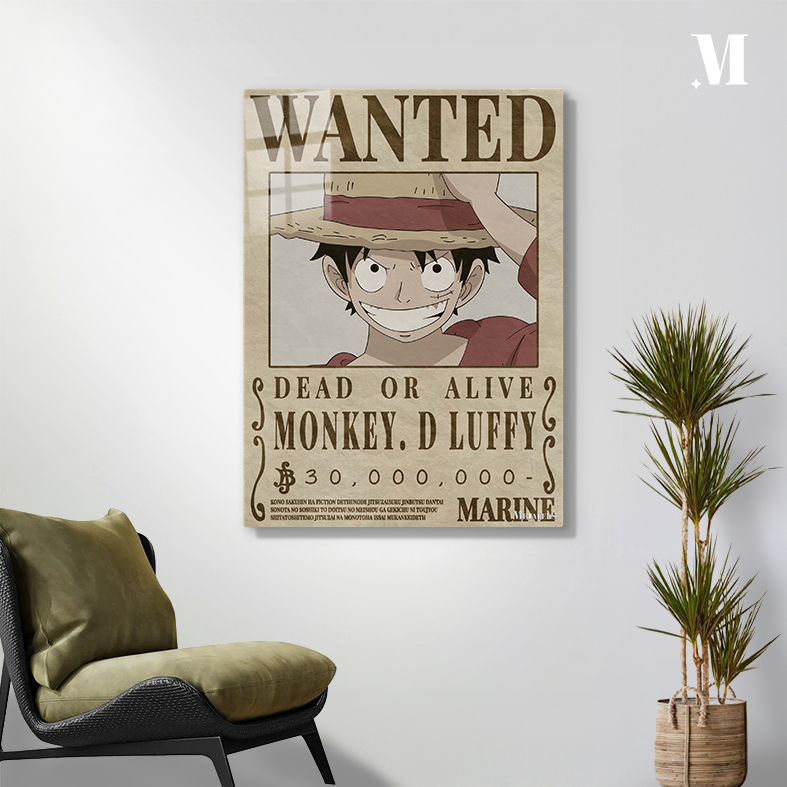 M
WANTED
DEAD OR ALIVE
MONKEY. D LUFFY
30,000,000-
KONO SAKUHIN HA FICTION DETHUNODE JITSUZAISURU JINBUTSU DANTAI
SONOTA NO SOSHIKI TO DOITSU NO MEISHOU GA GEKICHU NI TOUJYOU
SHITATOSHITEMO JITSUZAI NA MONOTOHA ISSAI MUKANKEIDETH
MARINE